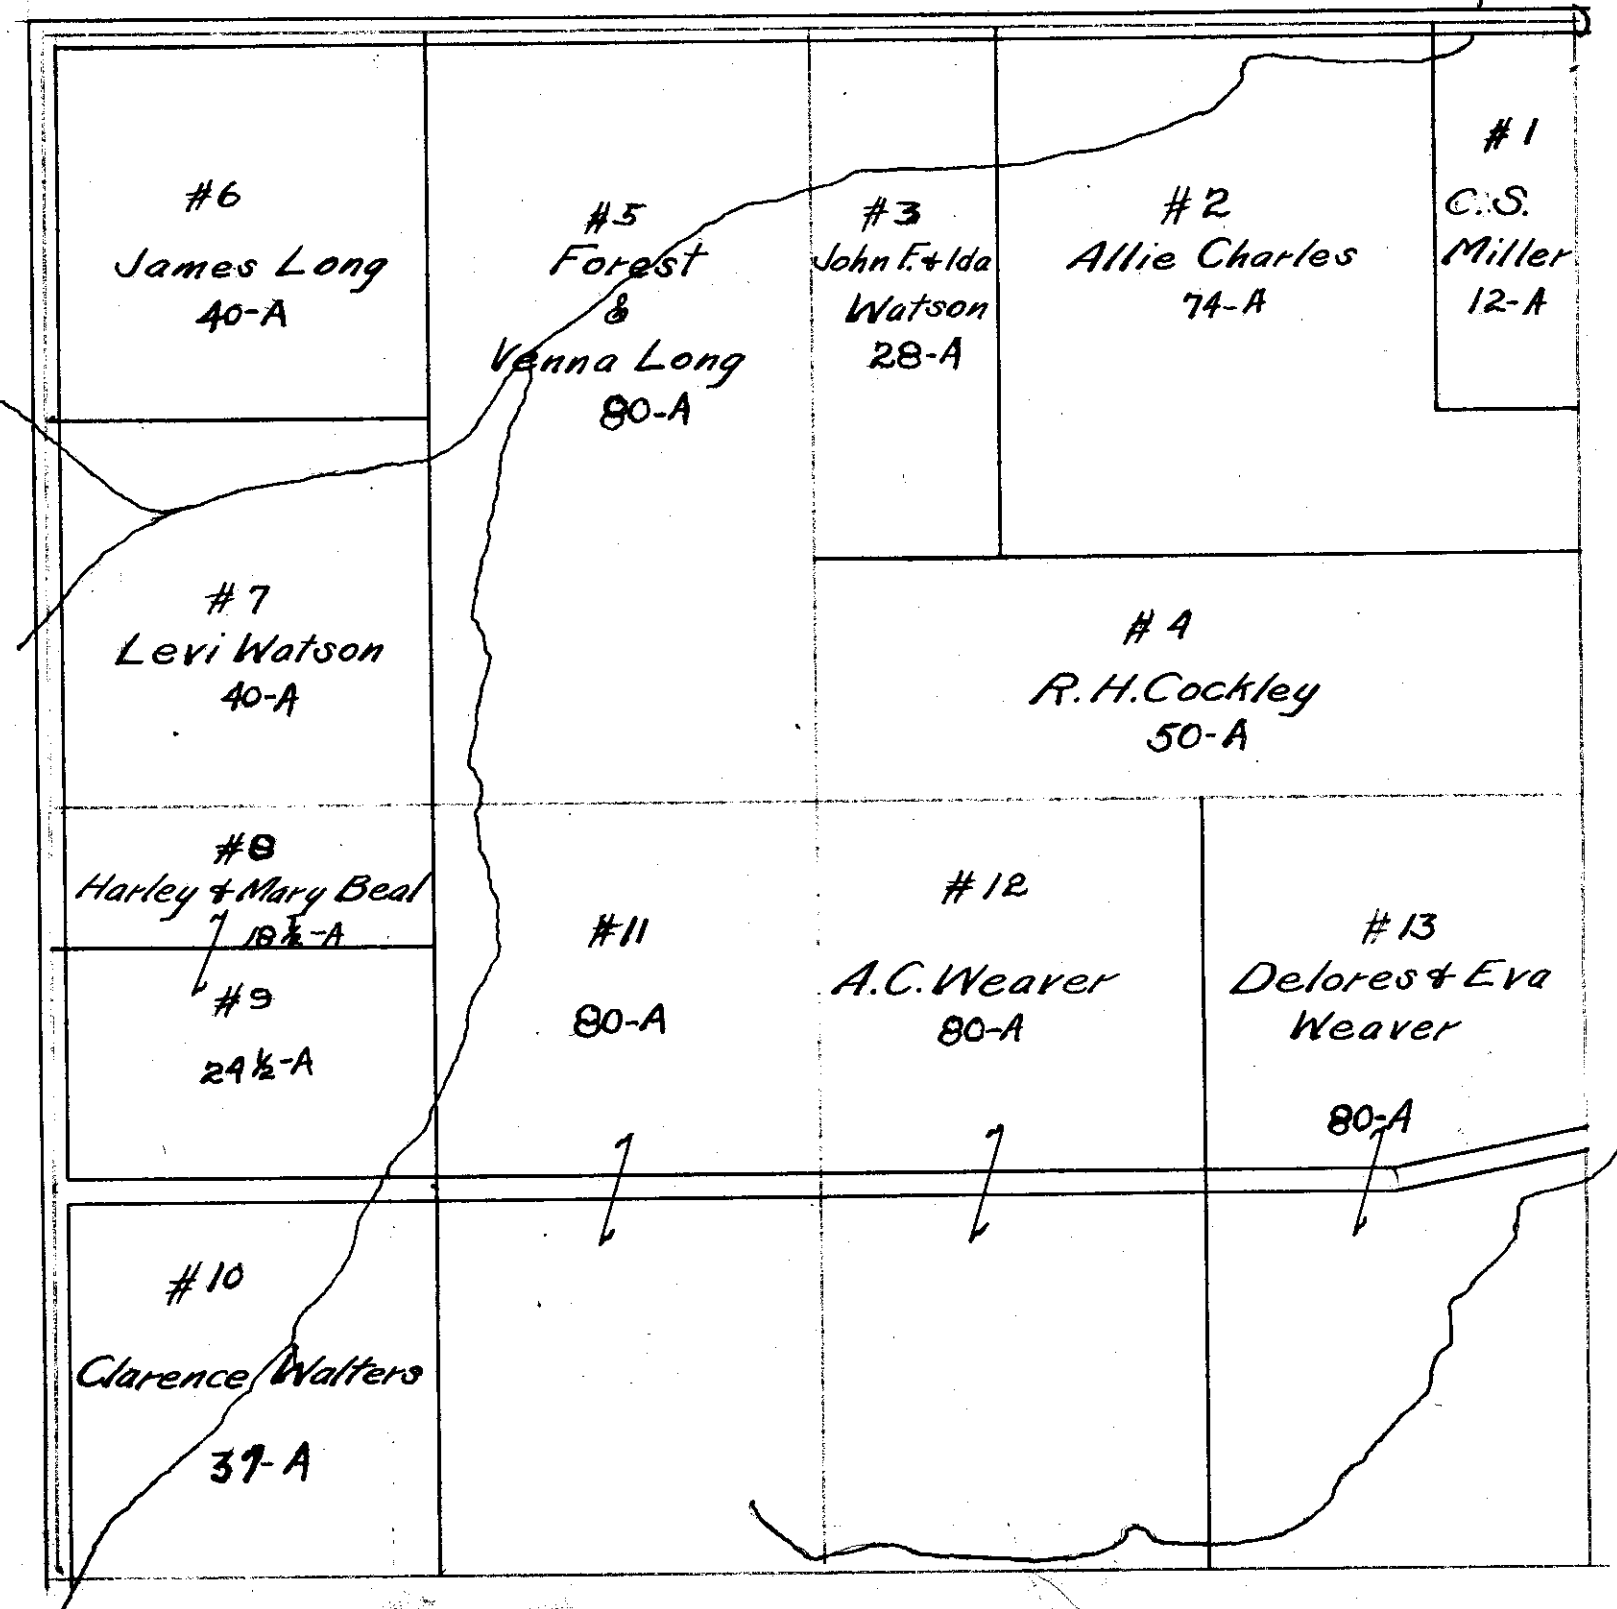 #6
James Long
40-A
#5
Forest
&
Venna Long
80-A
#3
John F. & Ida
Watson
28-A
#2
Allie Charles
74-A
#1
C. S.
Miller
12-A
#7
Levi Watson
40-A
#4
R. H. Cockley
50-A
#8
Harley & Mary Beal
18½-A
#9
24½-A
#11
80-A
#12
A. C. Weaver
80-A
#13
Delores & Eva
Weaver
80-A
#10
Clarence Walters